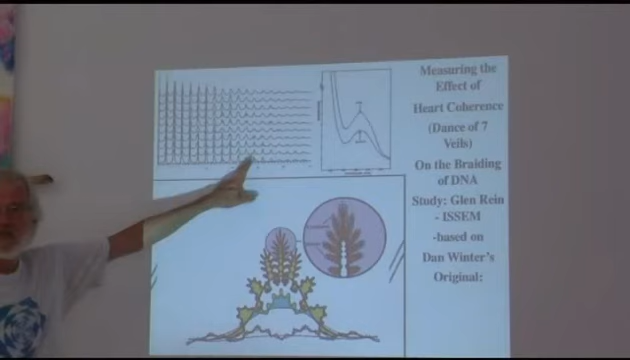 Measuring the
Effect of
Heart Coherence
(Dance of 7
Veils)
On the Braiding
of DNA
Study: Glen Rein
- ISSEM
-based on
Dan Winter's
Original: